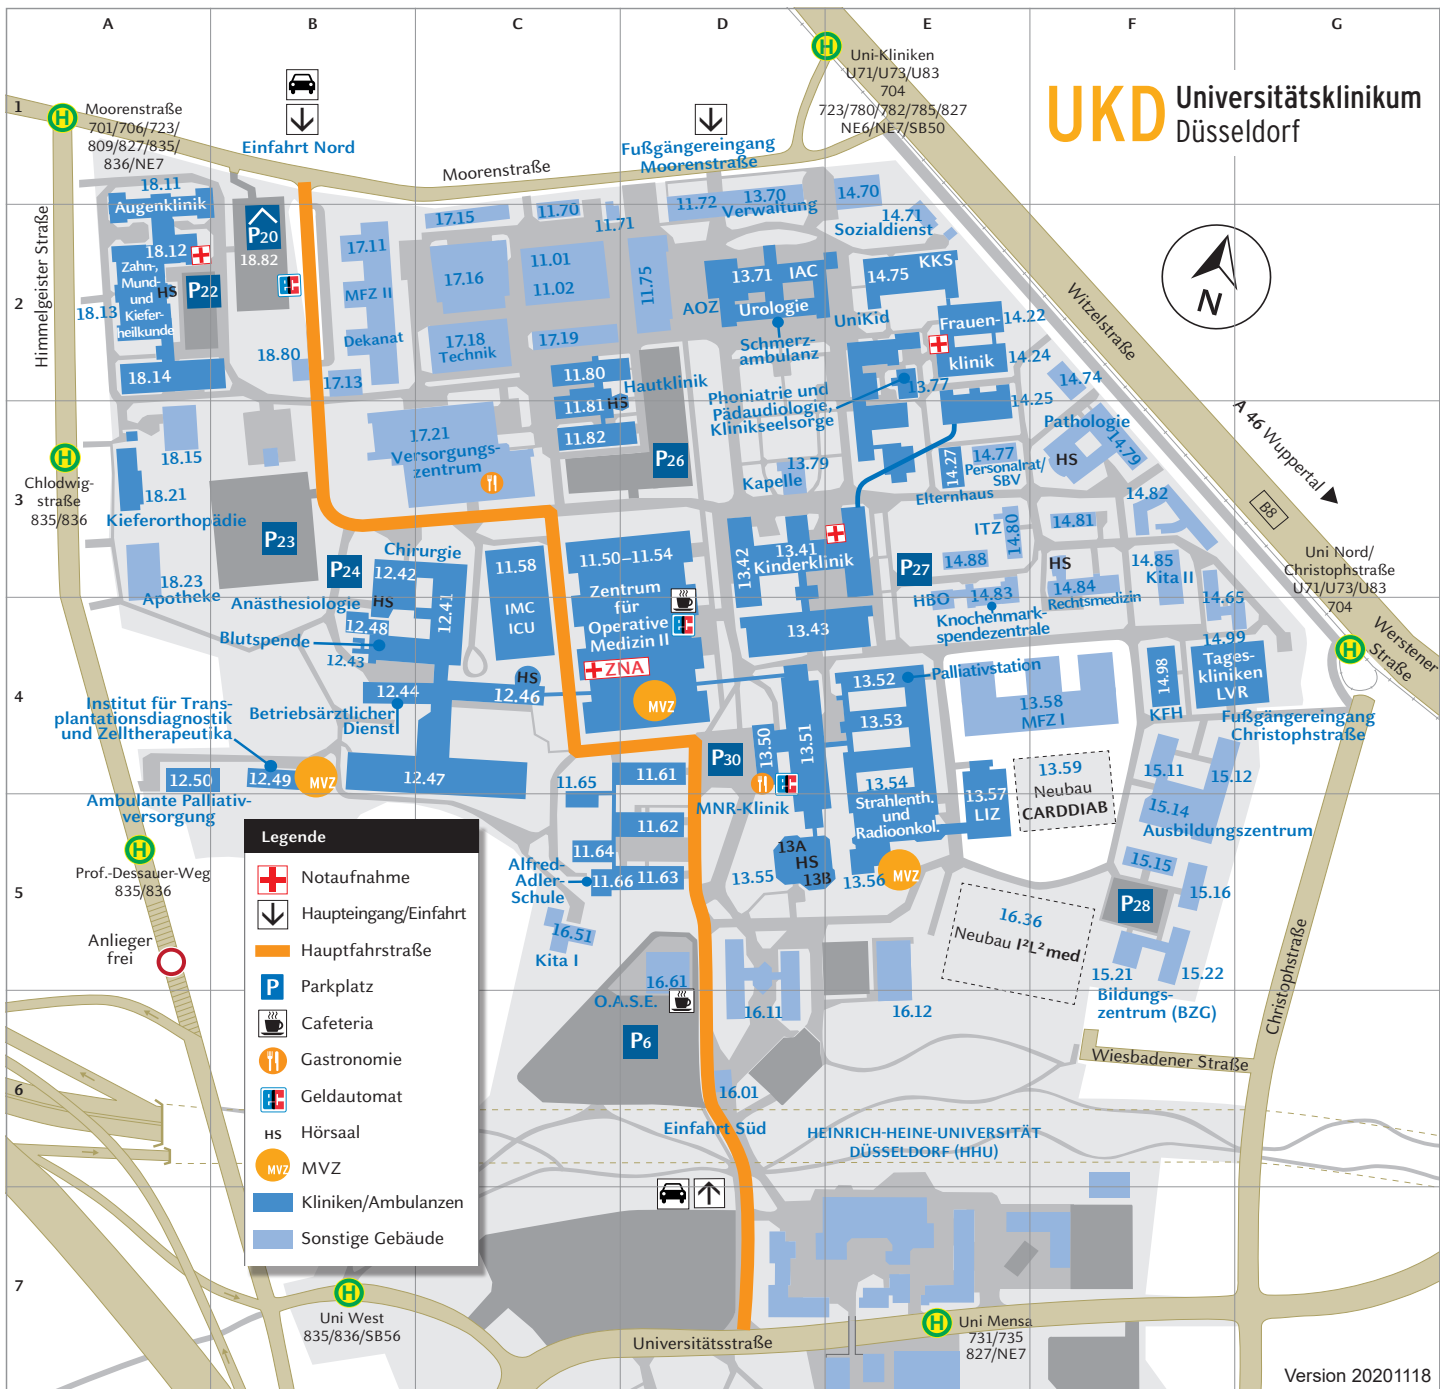 A
B
C
D
E
F
G
1
2
3
4
5
6
7
UKD Universitätsklinikum
Düsseldorf
H
Moorenstraße
701/706/723/
809/827/835/
836/NE7
Einfahrt Nord
Moorenstraße
Fußgängereingang
Moorenstraße
H
Uni-Kliniken
U71/U73/U83
704
723/780/782/785/827
NE6/NE7/SB50
Himmelgeister Straße
18.11
Augenklinik
18.12
Zahn-,
Mund-
und
Kiefer-
heilkunde
HS
18.13
18.14
P22
P20
18.82
EC
18.80
17.11
MFZ II
Dekanat
17.13
17.15
17.16
17.18
Technik
11.70
11.71
11.01
11.02
17.19
11.75
11.72
13.70
Verwaltung
14.70
14.71
Sozialdienst
13.71
IAC
AOZ
Urologie
Schmerz-
ambulanz
14.75
KKS
UniKid
Frauen-
klinik
14.22
14.24
14.25
13.77
Phoniatrie und
Pädaudiologie,
Klinikseelsorge
11.80
11.81
HS
11.82
Hautklinik
P26
17.21
Versorgungs-
zentrum
14.74
Pathologie
HS
14.79
14.77
Personalrat/
SBV
14.27
Elternhaus
13.79
Kapelle
Witzelstraße
A 46 Wuppertal
B8
H
Chlodwig-
straße
835/836
18.15
18.21
Kieferorthopädie
18.23
Apotheke
P23
P24
Chirurgie
12.42
HS
Anästhesiologie
12.41
12.48
Blutspende
12.43
11.58
IMC
ICU
11.50–11.54
Zentrum
für
Operative
Medizin II
EC
ZNA
MVZ
13.42
13.41
Kinderklinik
13.43
P27
ITZ
14.80
14.81
14.82
14.88
HS
14.84
Rechtsmedizin
14.85
Kita II
14.65
HBO
14.83
Knochenmark-
spendezentrale
Uni Nord/
Christophstraße
U71/U73/U83
704
H
Werstener
Straße
14.99
Tages-
kliniken
LVR
14.98
KFH
Fußgängereingang
Christophstraße
13.52
Palliativstation
13.53
13.58
MFZ I
12.44
HS
12.46
Betriebsärztlicher
Dienst
Institut für Trans-
plantationsdiagnostik
und Zelltherapeutika
12.50
12.49
MVZ
12.47
Ambulante Palliativ-
versorgung
P30
13.50
13.51
EC
MNR-Klinik
13.54
Strahlenth.
und
Radioonkol.
13.57
LIZ
13.59
Neubau
CARDDIAB
15.11
15.12
15.14
Ausbildungszentrum
15.15
15.16
11.65
11.61
11.62
11.64
11.63
11.66
Alfred-
Adler-
Schule
16.51
Kita I
13A
HS
13B
13.55
13.56
MVZ
16.36
Neubau I²L²med
P28
15.21
15.22
Bildungs-
zentrum (BZG)
H
Prof.-Dessauer-Weg
835/836
Anlieger
frei
16.61
O.A.S.E.
P6
16.11
16.12
16.01
Einfahrt Süd
Wiesbadener Straße
Christophstraße
HEINRICH-HEINE-UNIVERSITÄT
DÜSSELDORF (HHU)
Legende
Notaufnahme
Haupteingang/Einfahrt
Hauptfahrstraße
P Parkplatz
Cafeteria
Gastronomie
EC Geldautomat
HS Hörsaal
MVZ MVZ
Kliniken/Ambulanzen
Sonstige Gebäude
N
H
Uni West
835/836/SB56
Universitätsstraße
H
Uni Mensa
731/735
827/NE7
Version 20201118